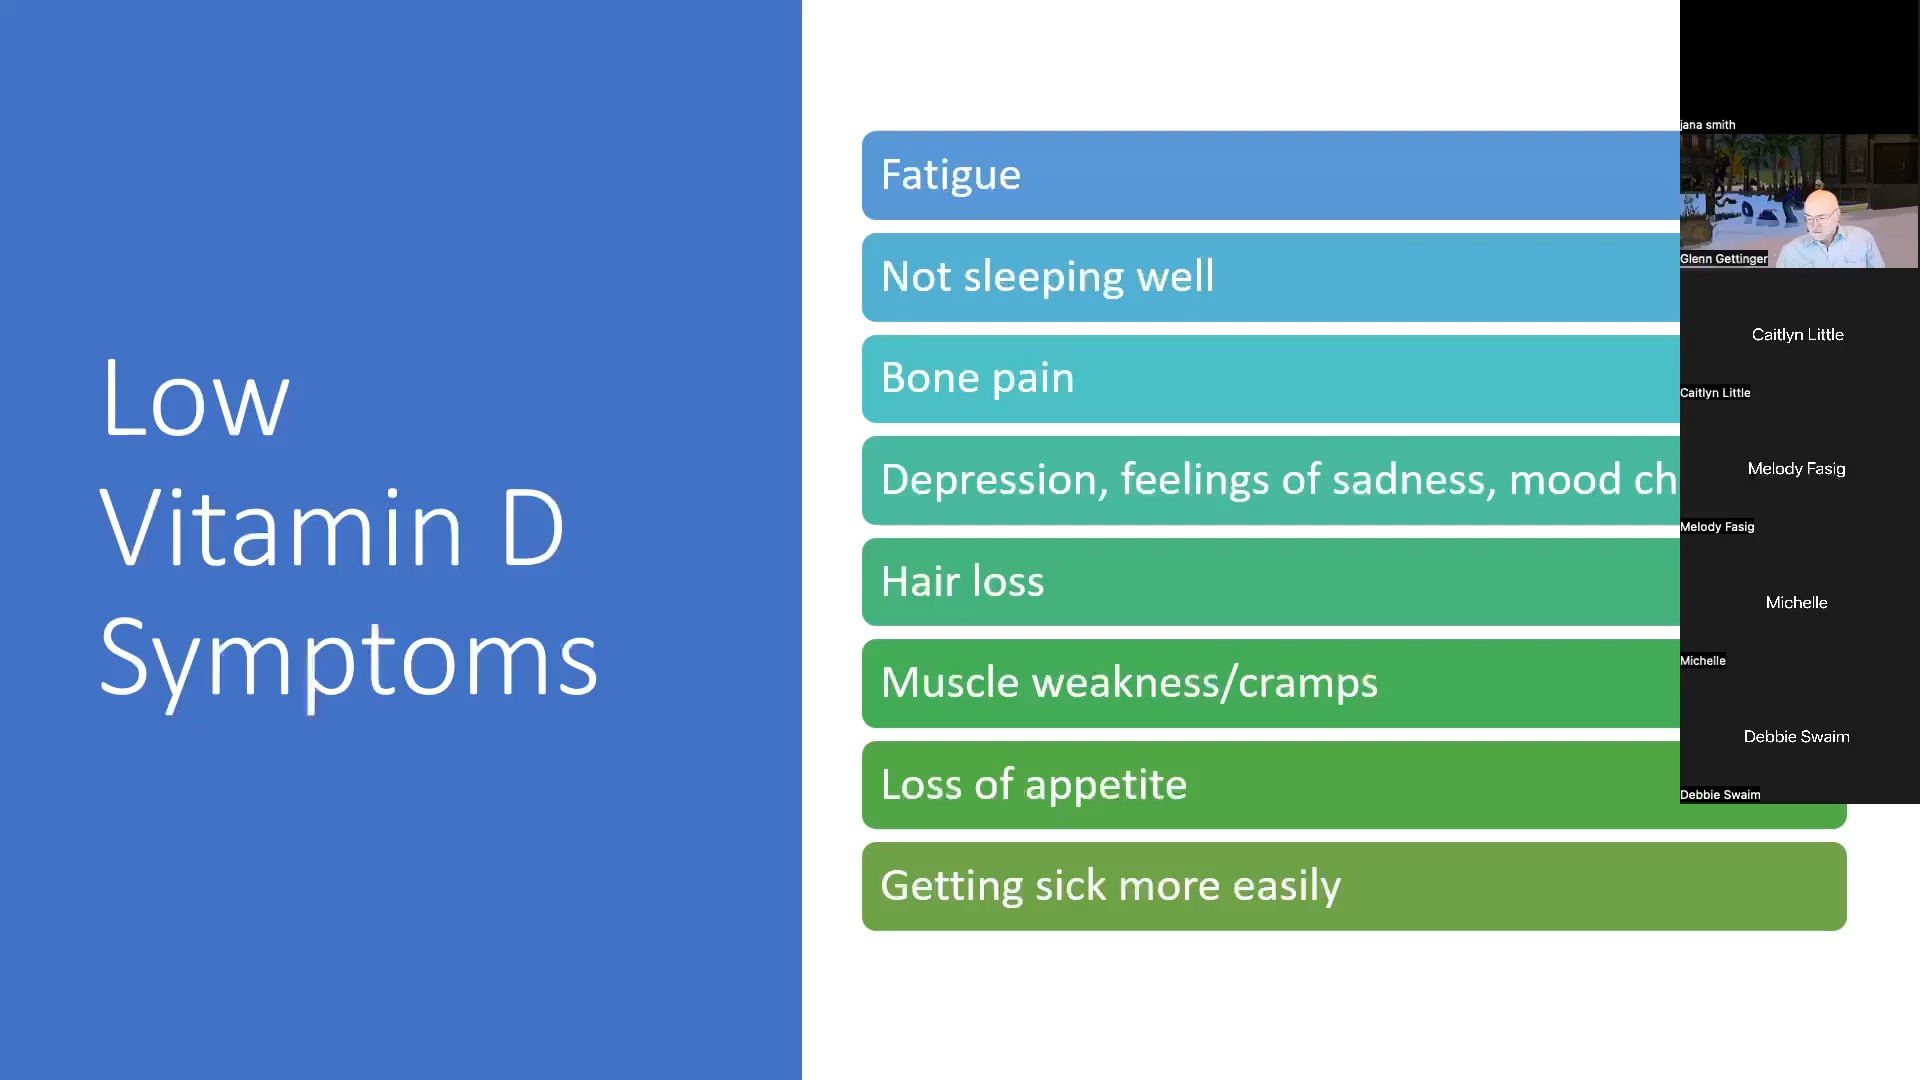 Low
Vitamin D
Symptoms
Fatigue
Not sleeping well
Bone pain
Depression, feelings of sadness, mood ch
Hair loss
Muscle weakness/cramps
Loss of appetite
Getting sick more easily
jana smith
Glenn Gettinger
Caitlyn Little
Caitlyn Little
Melody Fasig
Melody Fasig
Michelle
Michelle
Debbie Swaim
Debbie Swaim